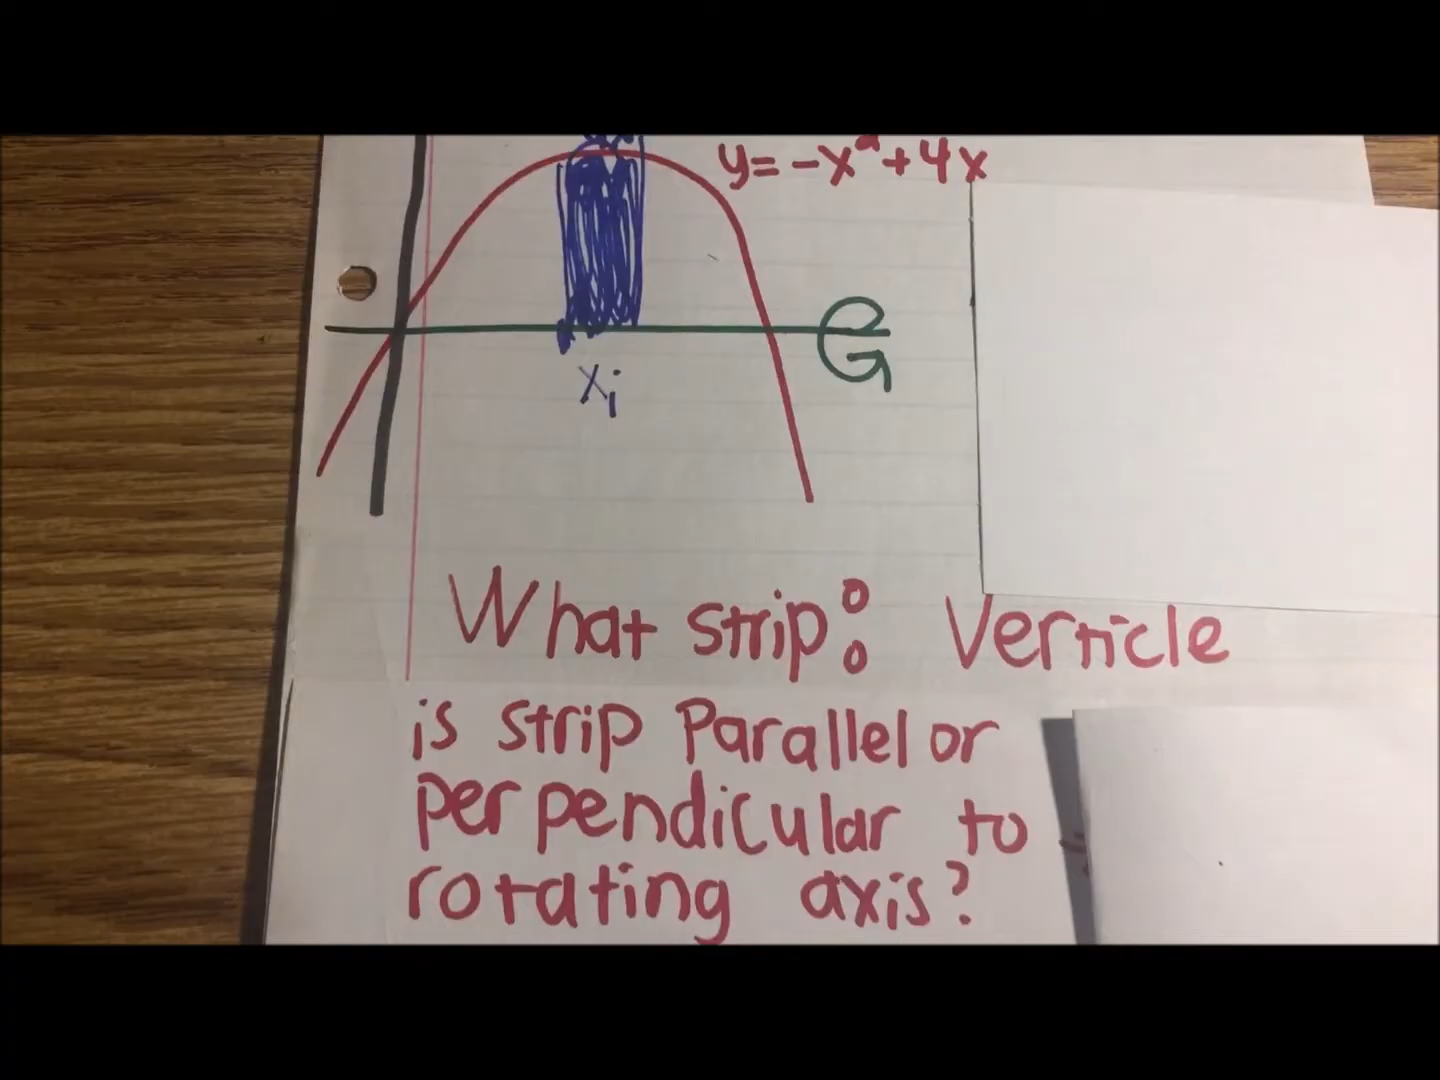 y = -x² + 4x
xi
What strip: Verticle
is strip Parallel or
perpendicular to
rotating axis?